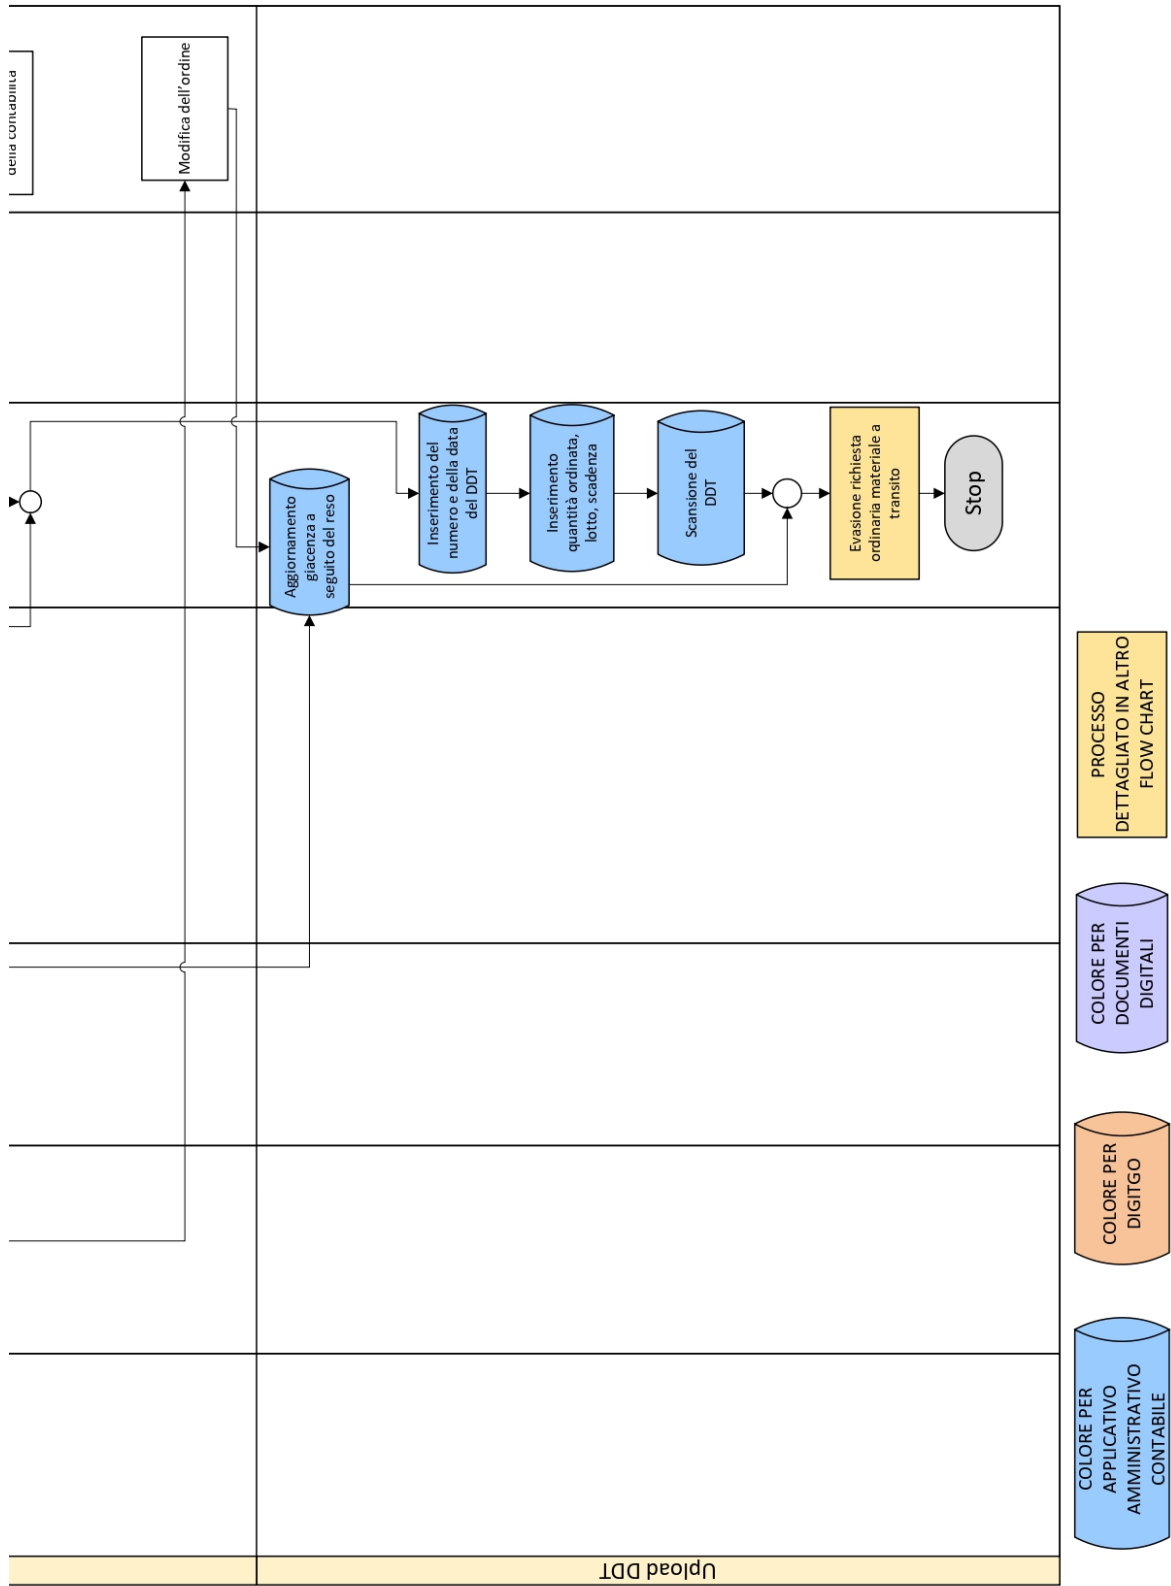 della contabilità
Modifica dell'ordine
Aggiornamento
giacenza a
seguito del reso
Inserimento del
numero e della data
del DDT
Inserimento
quantità ordinata,
lotto, scadenza
Scansione del
DDT
Evasione richiesta
ordinaria materiale a
transito
Stop
Upload DDT
COLORE PER
APPLICATIVO
AMMINISTRATIVO
CONTABILE
COLORE PER
DIGITGO
COLORE PER
DOCUMENTI
DIGITALI
PROCESSO
DETTAGLIATO IN ALTRO
FLOW CHART